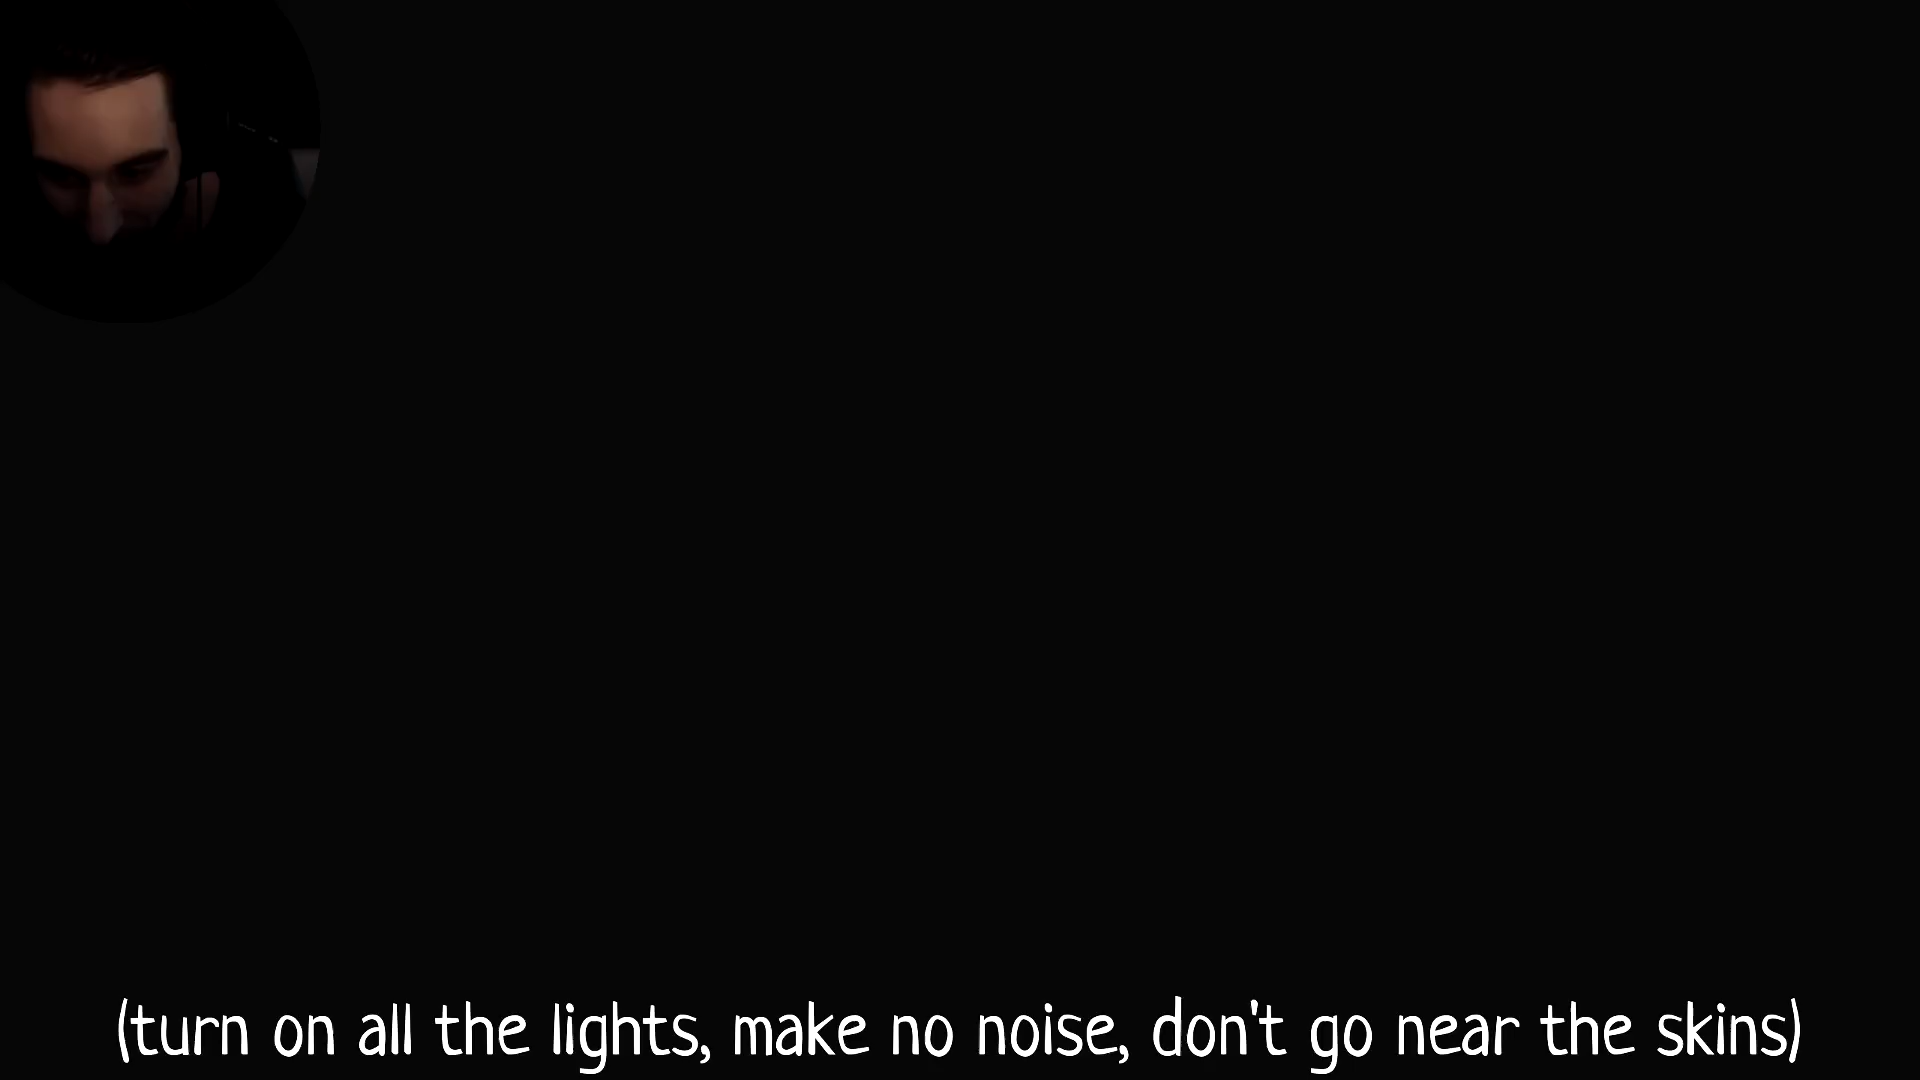 (turn on all the lights, make no noise, don't go near the skins)